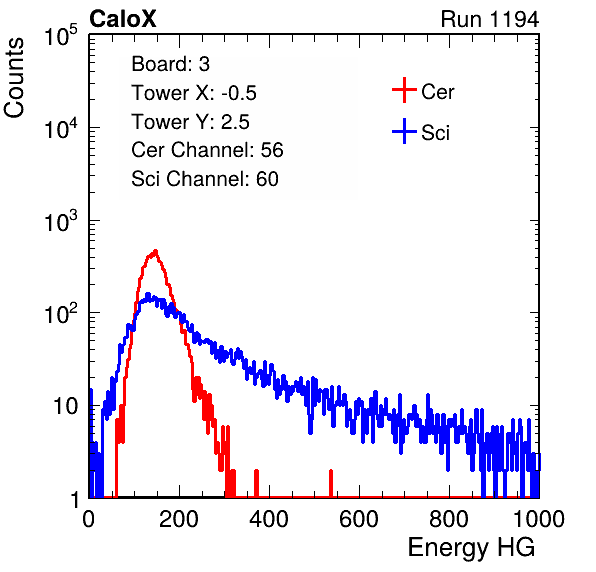 CaloX Run 1194
Counts
Board: 3
Tower X: -0.5
Tower Y: 2.5
Cer Channel: 56
Sci Channel: 60
Cer
Sci
10^5
10^4
10^3
10^2
10
1
0 200 400 600 800 1000
Energy HG